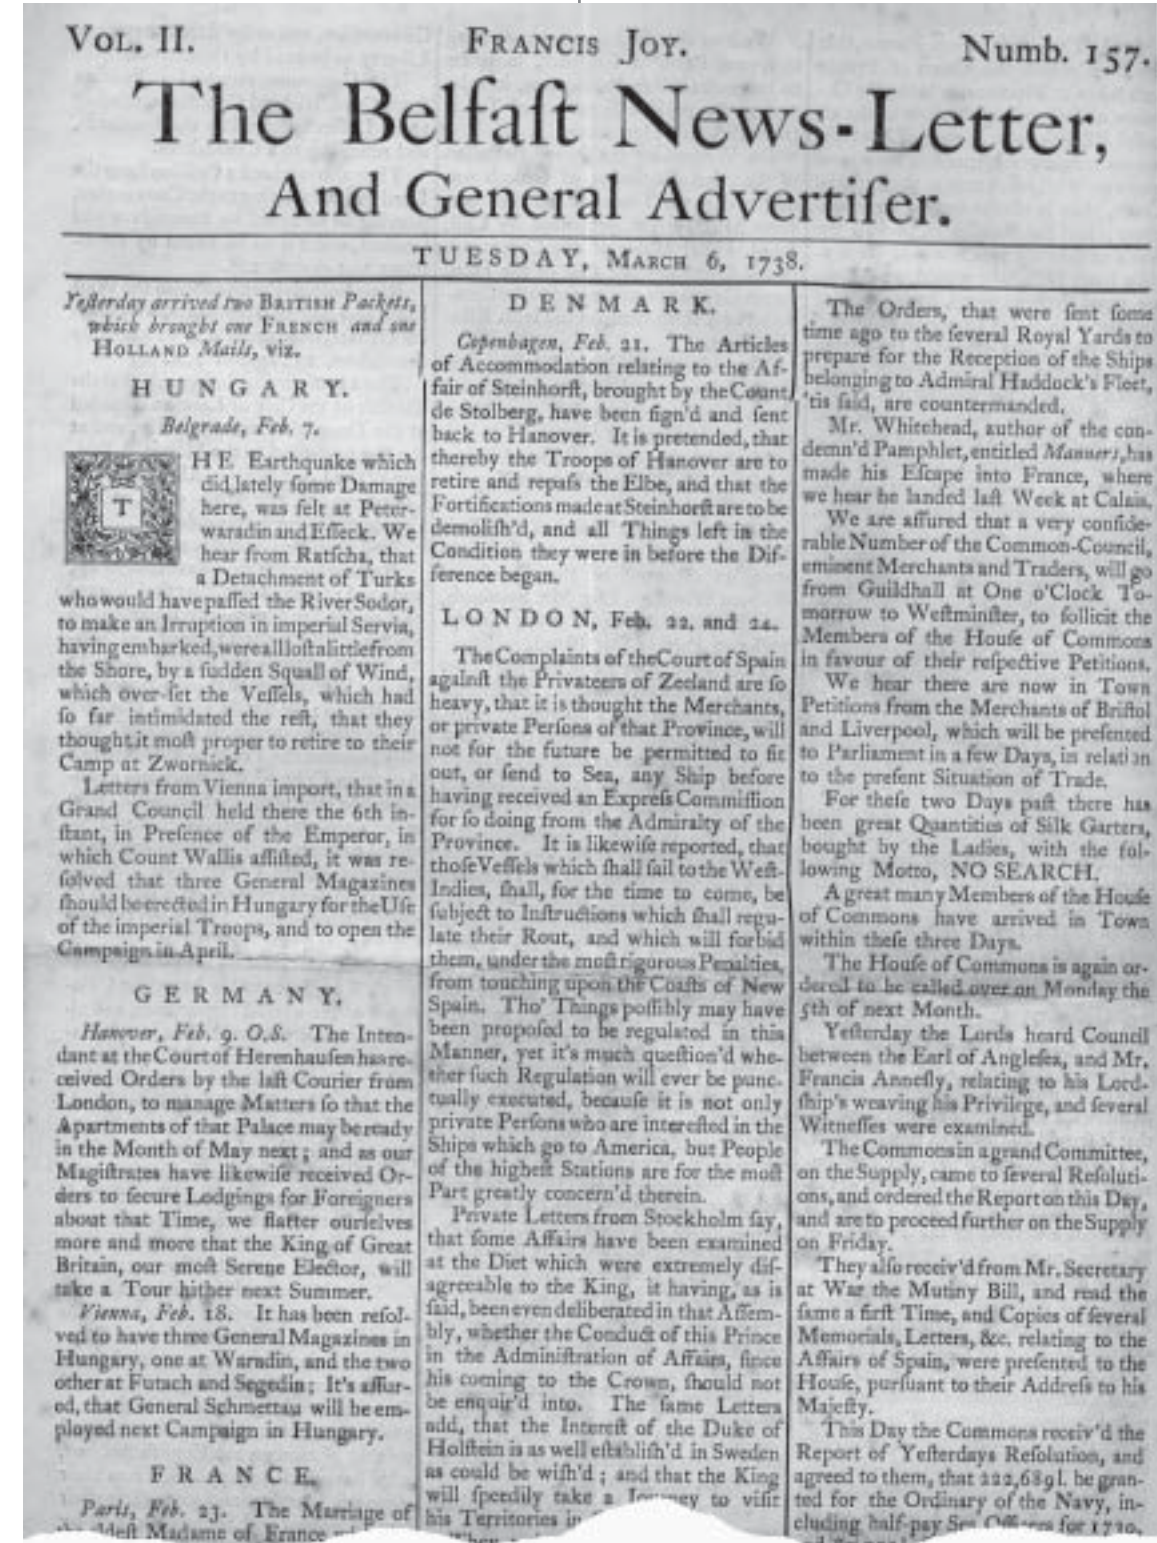 VOL. II.
FRANCIS JOY.
Numb. 157.
The Belfaſt News-Letter,
And General Advertiſer.
TUESDAY, MARCH 6, 1738.
Yeſterday arrived two BRITISH Packets,
which brought one FRENCH and one
HOLLAND Mails, viz.
HUNGARY.
Belgrade, Feb. 7.
THE Earthquake which
did lately ſome Damage
here, was felt at Peter-
waradin and Eſſeck. We
hear from Ratſcha, that
a Detachment of Turks
who would have paſſed the River Sodor,
to make an Irruption in imperial Servia,
having embarked, were all loſt a little from
the Shore, by a ſudden Squall of Wind,
which over-ſet the Veſſels, which had
ſo far intimidated the reſt, that they
thought it moſt proper to retire to their
Camp at Zwornick.
Letters from Vienna import, that in a
Grand Council held there the 6th in-
ſtant, in Preſence of the Emperor, in
which Count Wallis aſſiſted, it was re-
ſolved that three General Magazines
ſhould be erected in Hungary for the Uſe
of the imperial Troops, and to open the
Campaign in April.
GERMANY.
Hanover, Feb. 9. O.S. The Inten-
dant at the Court of Herenhauſen has re-
ceived Orders by the laſt Courier from
London, to manage Matters ſo that the
Apartments of that Palace may be ready
in the Month of May next; and as our
Magiſtrates have likewiſe received Or-
ders to ſecure Lodgings for Foreigners
about that Time, we flatter ourſelves
more and more that the King of Great
Britain, our moſt Serene Elector, will
take a Tour hither next Summer.
Vienna, Feb. 18. It has been reſol-
ved to have three General Magazines in
Hungary, one at Waradin, and the two
other at Futach and Segedin; It's aſſur-
ed, that General Schmettau will be em-
ployed next Campaign in Hungary.
FRANCE.
Paris, Feb. 23. The Marriage of
the eldeſt Madame of France
DENMARK.
Copenhagen, Feb. 21. The Articles
of Accommodation relating to the Af-
fair of Steinhorſt, brought by the Count
de Stolberg, have been ſign'd and ſent
back to Hanover. It is pretended, that
thereby the Troops of Hanover are to
retire and repaſs the Elbe, and that the
Fortifications made at Steinhorſt are to be
demoliſh'd, and all Things left in the
Condition they were in before the Dif-
ference began.
LONDON, Feb. 22. and 24.
The Complaints of the Court of Spain
againſt the Privateers of Zeeland are ſo
heavy, that it is thought the Merchants,
or private Perſons of that Province, will
not for the future be permitted to fit
out, or ſend to Sea, any Ship before
having received an Expreſs Commiſſion
for ſo doing from the Admiralty of the
Province. It is likewiſe reported, that
thoſe Veſſels which ſhall ſail to the Weſt-
Indies, ſhall, for the time to come, be
ſubject to Inſtructions which ſhall regu-
late their Rout, and which will forbid
them, under the moſt rigorous Penalties,
from touching upon the Coaſts of New
Spain. Tho' Things poſſibly may have
been propoſed to be regulated in this
Manner, yet it's much queſtion'd whe-
ther ſuch Regulation will ever be punc-
tually executed, becauſe it is not only
private Perſons who are intereſted in the
Ships which go to America, but People
of the higheſt Stations are for the moſt
Part greatly concern'd therein.
Private Letters from Stockholm ſay,
that ſome Affairs have been examined
at the Diet which were extremely diſ-
agreeable to the King, it having, as is
ſaid, been even deliberated in that Aſſem-
bly, whether the Conduct of this Prince
in the Adminiſtration of Affairs, ſince
his coming to the Crown, ſhould not
be enquir'd into. The ſame Letters
add, that the Intereſt of the Duke of
Holſtein is as well eſtabliſh'd in Sweden
as could be wiſh'd; and that the King
will ſpeedily take a Journey to viſit
his Territories in
The Orders, that were ſent ſome
time ago to the ſeveral Royal Yards to
prepare for the Reception of the Ships
belonging to Admiral Haddock's Fleet,
'tis ſaid, are countermanded.
Mr. Whitehead, author of the con-
demn'd Pamphlet, entitled Manners, has
made his Eſcape into France, where
we hear he landed laſt Week at Calais.
We are aſſured that a very conſide-
rable Number of the Common-Council,
eminent Merchants and Traders, will go
from Guildhall at One o'Clock To-
morrow to Weſtminſter, to ſollicit the
Members of the Houſe of Commons
in favour of their reſpective Petitions.
We hear there are now in Town
Petitions from the Merchants of Briſtol
and Liverpool, which will be preſented
to Parliament in a few Days, in relation
to the preſent Situation of Trade.
For theſe two Days paſt there has
been great Quantities of Silk Garters,
bought by the Ladies, with the fol-
lowing Motto, NO SEARCH.
A great many Members of the Houſe
of Commons have arrived in Town
within theſe three Days.
The Houſe of Commons is again or-
dered to be called over on Monday the
5th of next Month.
Yeſterday the Lords heard Council
between the Earl of Angleſea, and Mr.
Francis Anneſly, relating to his Lord-
ſhip's weaving his Privilege, and ſeveral
Witneſſes were examined.
The Commons in a grand Committee,
on the Supply, came to ſeveral Reſoluti-
ons, and ordered the Report on this Day,
and are to proceed further on the Supply
on Friday.
They alſo receiv'd from Mr. Secretary
at War the Mutiny Bill, and read the
ſame a firſt Time, and Copies of ſeveral
Memorials, Letters, &c. relating to the
Affairs of Spain, were preſented to the
Houſe, purſuant to their Addreſs to his
Majeſty.
This Day the Commons receiv'd the
Report of Yeſterdays Reſolution, and
agreed to them, that 222,689l. be gran-
ted for the Ordinary of the Navy, in-
cluding half-pay Sea Officers for